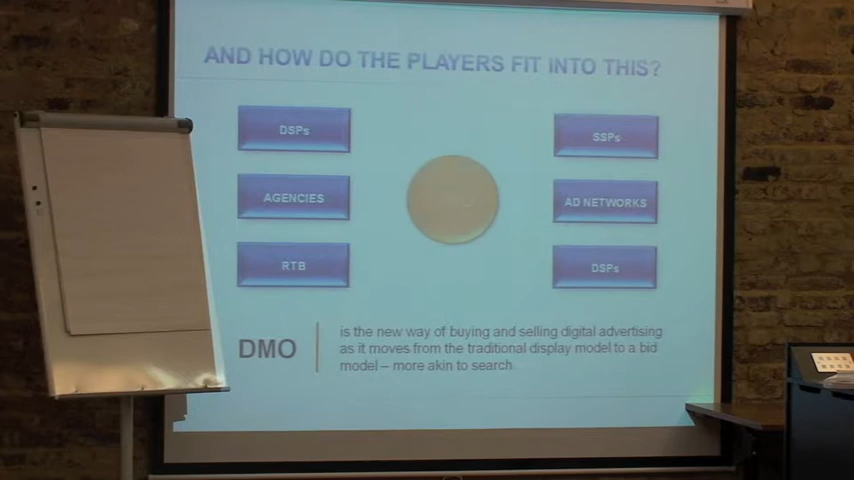 AND HOW DO THE PLAYERS FIT INTO THIS?
DSPs
AGENCIES
RTB
SSPs
AD NETWORKS
DSPs
DMO
is the new way of buying and selling digital advertising
as it moves from the traditional display model to a bid
model – more akin to search.